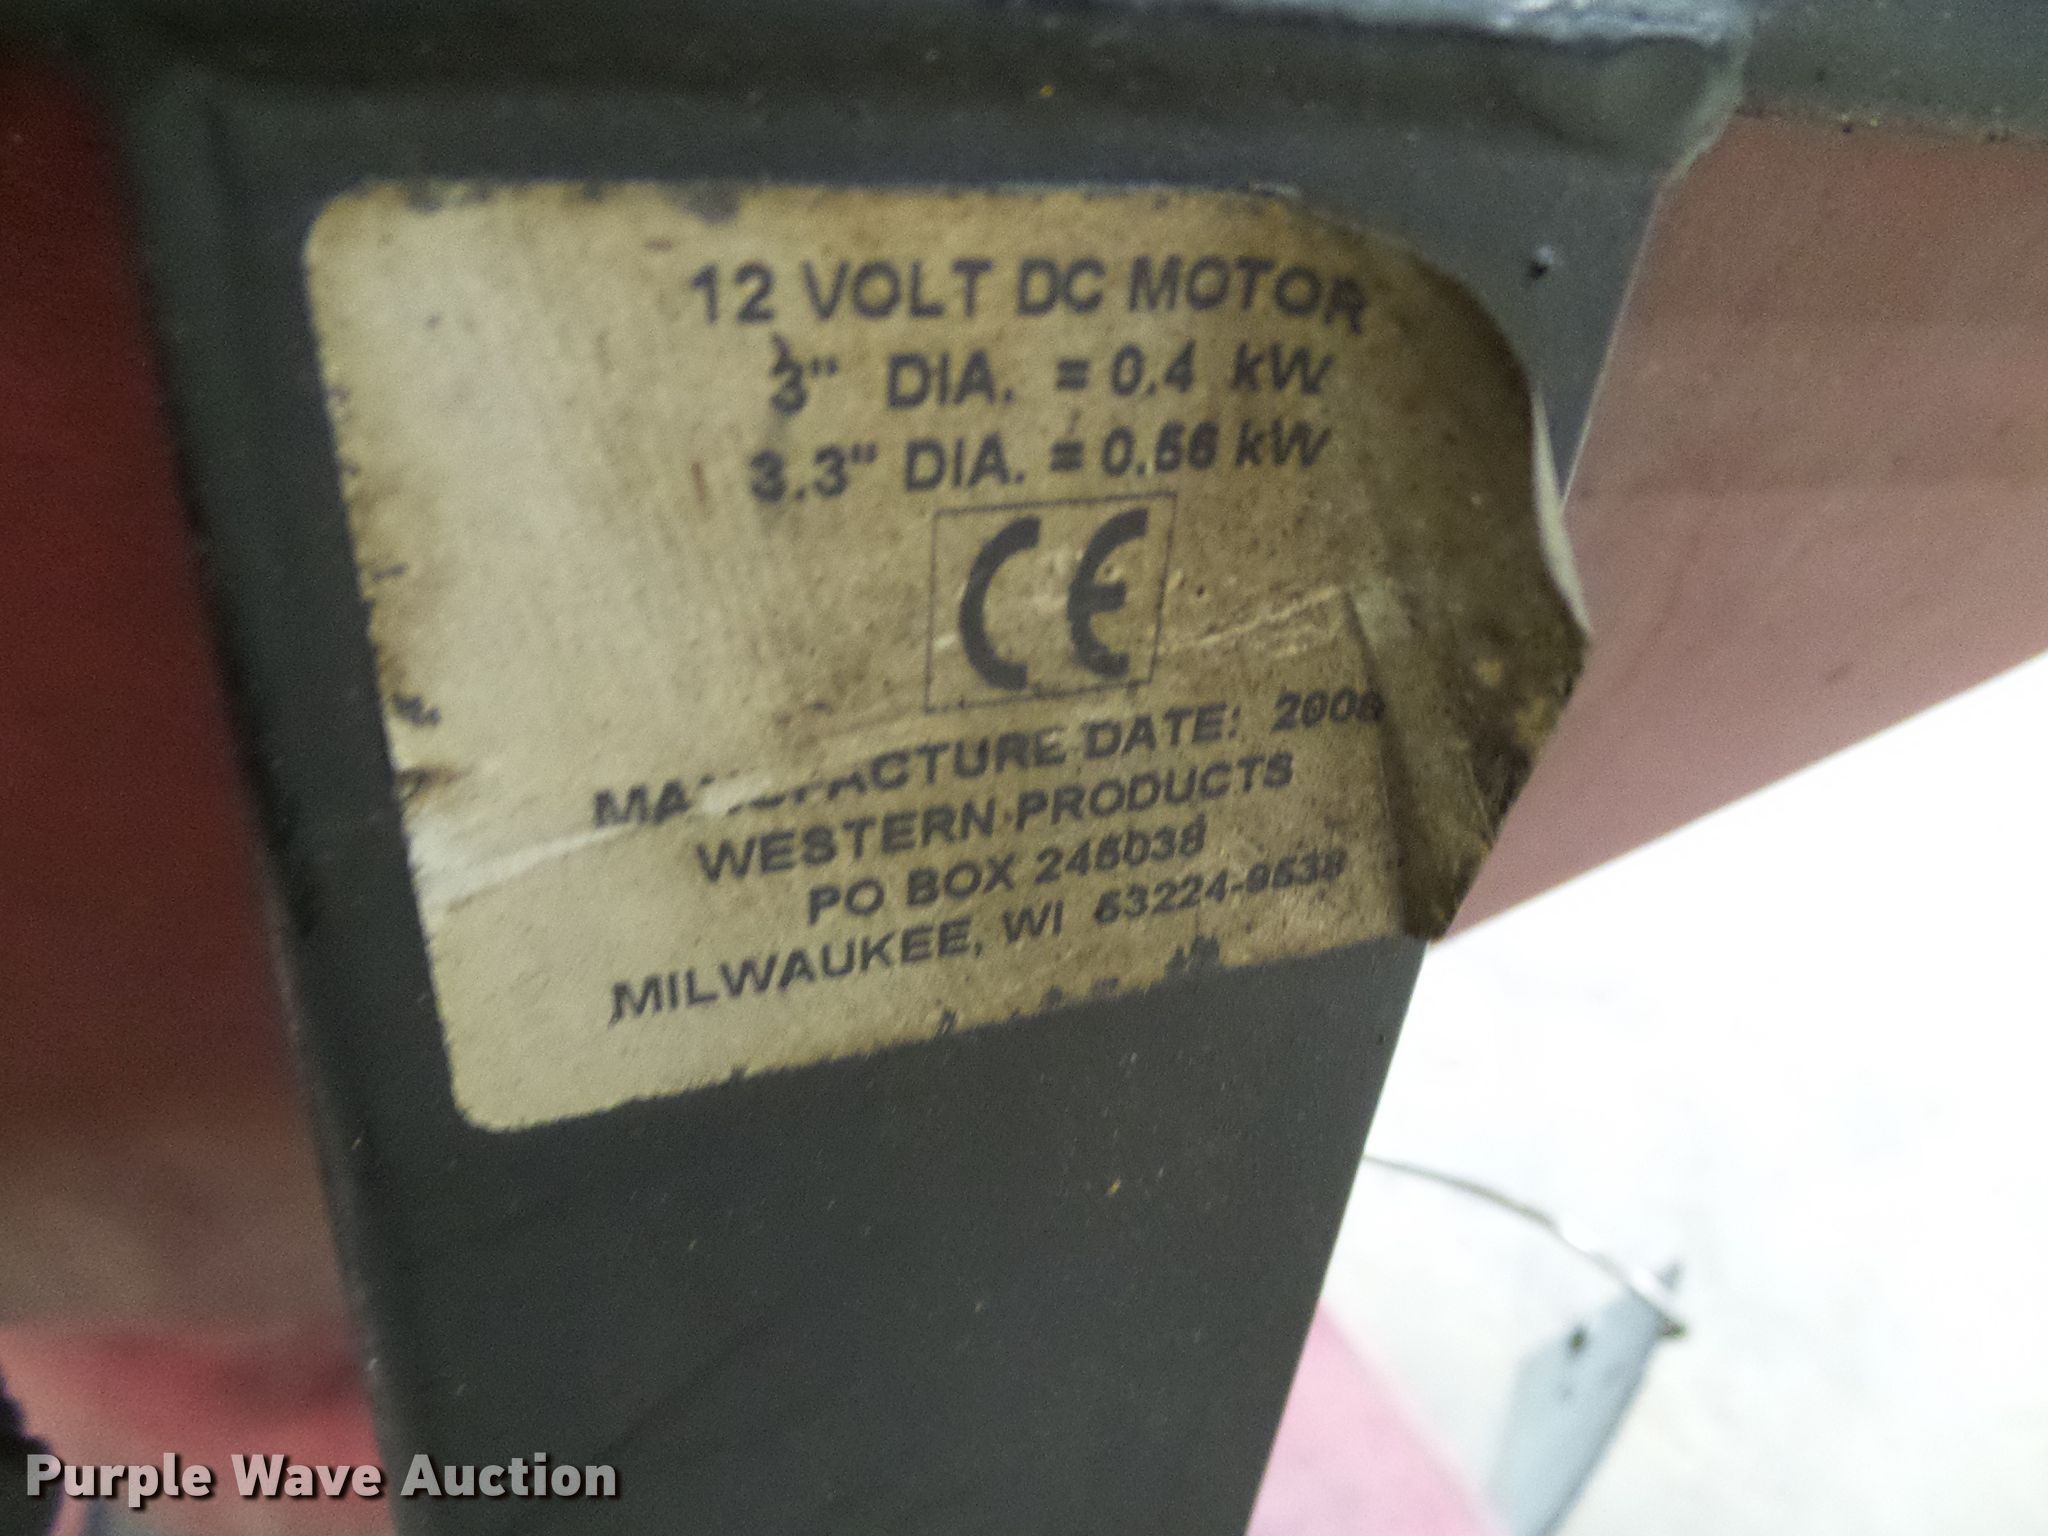 12 VOLT DC MOTOR
3" DIA. = 0.4 kW
3.3" DIA. = 0.56 kW
CE
MANUFACTURE DATE: 2008
WESTERN PRODUCTS
PO BOX 245038
MILWAUKEE, WI 53224-9538
Purple Wave Auction